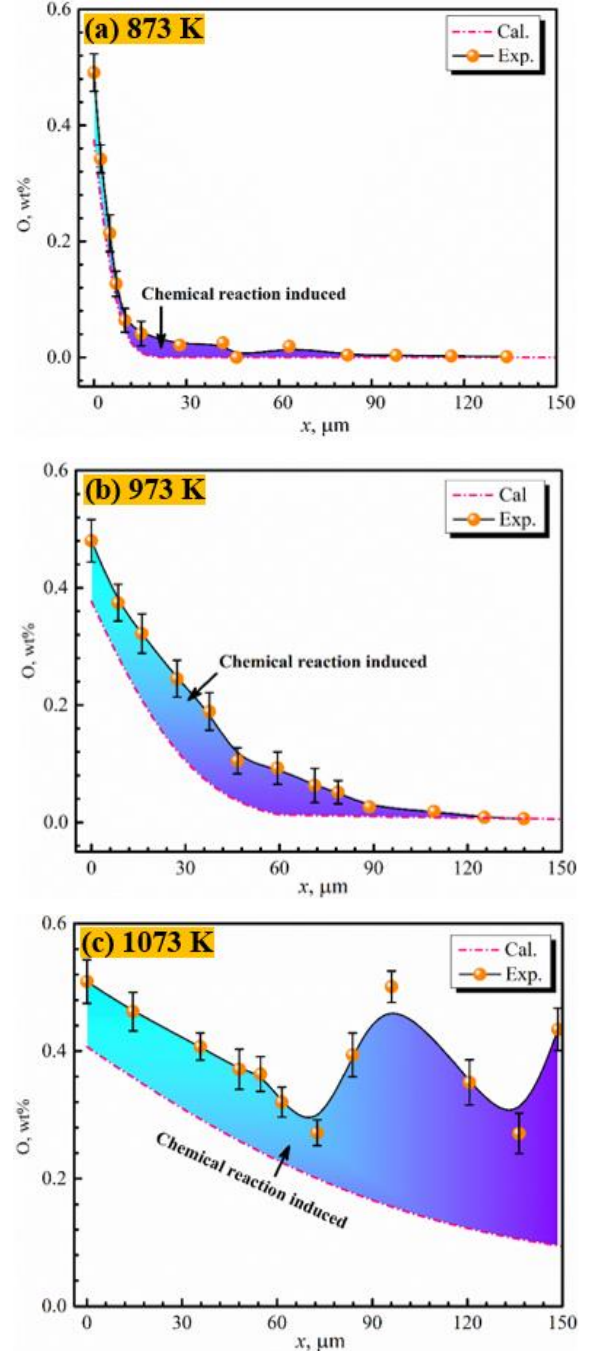 (a) 873 K
Cal.
Exp.
0.6
0.4
0.2
0.0
O, wt%
Chemical reaction induced
0 30 60 90 120 150
x, μm
(b) 973 K
Cal
Exp.
0.6
0.4
0.2
0.0
O, wt%
Chemical reaction induced
0 30 60 90 120 150
x, μm
(c) 1073 K
Cal.
Exp.
0.6
0.4
0.2
0.0
O, wt%
Chemical reaction induced
0 30 60 90 120 150
x, μm